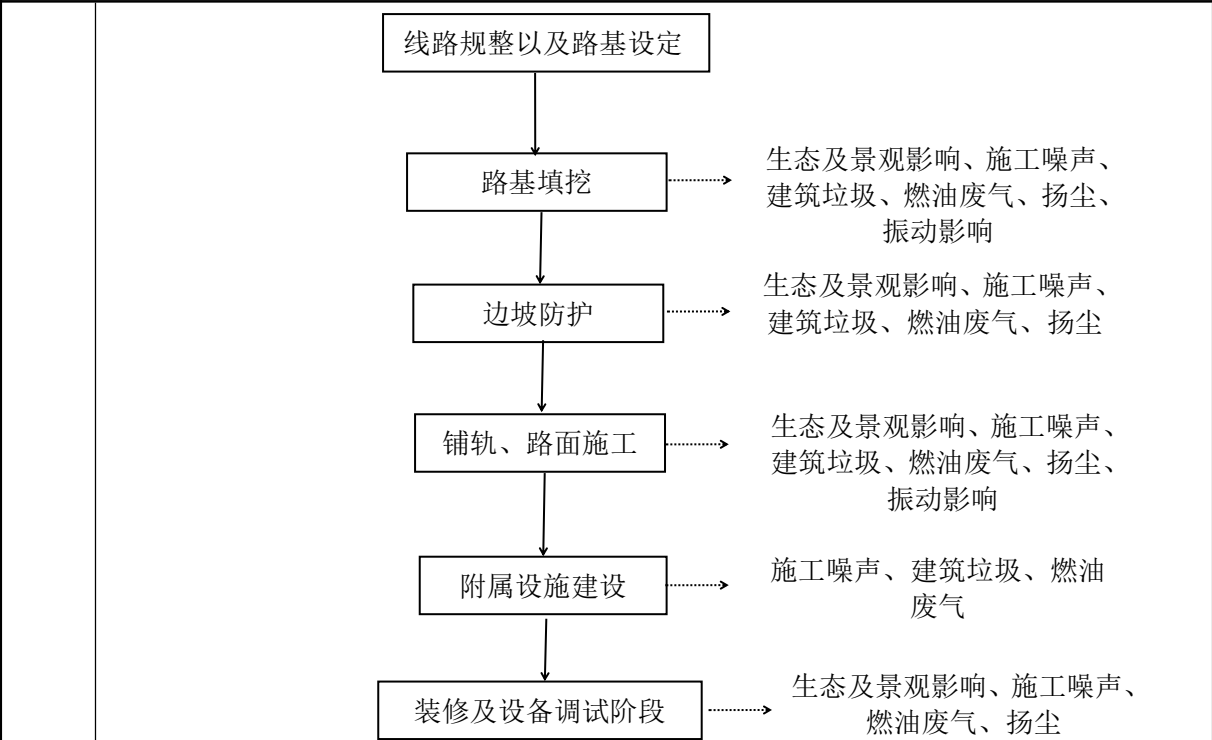 线路规整以及路基设定
路基填挖
生态及景观影响、施工噪声、
建筑垃圾、燃油废气、扬尘、
振动影响
边坡防护
生态及景观影响、施工噪声、
建筑垃圾、燃油废气、扬尘
铺轨、路面施工
生态及景观影响、施工噪声、
建筑垃圾、燃油废气、扬尘、
振动影响
附属设施建设
施工噪声、建筑垃圾、燃油
废气
装修及设备调试阶段
生态及景观影响、施工噪声、
燃油废气、扬尘